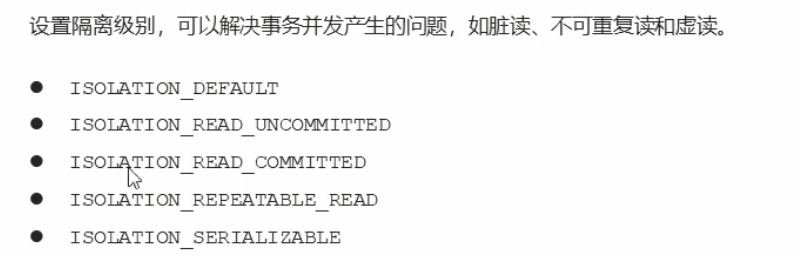 设置隔离级别，可以解决事务并发产生的问题，如脏读、不可重复读和虚读。
● ISOLATION_DEFAULT
● ISOLATION_READ_UNCOMMITTED
● ISOLATION_READ_COMMITTED
● ISOLATION_REPEATABLE_READ
● ISOLATION_SERIALIZABLE